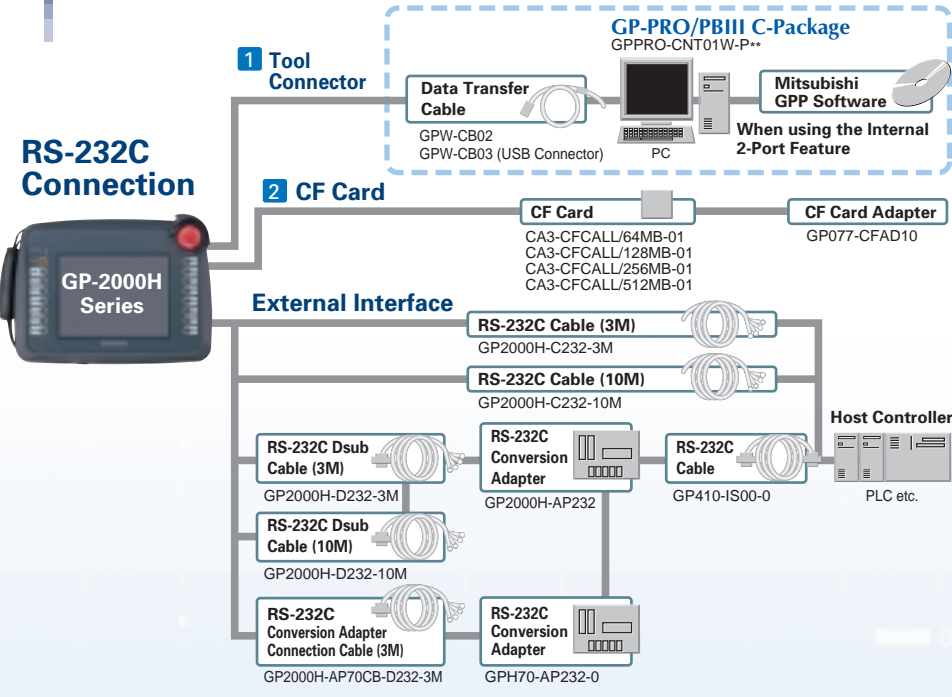 GP-PRO/PBIII C-Package
GPPRO-CNT01W-P**
1 Tool
Connector
Data Transfer
Cable
GPW-CB02
GPW-CB03 (USB Connector)
PC
Mitsubishi
GPP Software
When using the Internal
2-Port Feature
RS-232C
Connection
2 CF Card
CF Card
CA3-CFCALL/64MB-01
CA3-CFCALL/128MB-01
CA3-CFCALL/256MB-01
CA3-CFCALL/512MB-01
CF Card Adapter
GP077-CFAD10
GP-2000H
Series
External Interface
RS-232C Cable (3M)
GP2000H-C232-3M
RS-232C Cable (10M)
GP2000H-C232-10M
Host Controller
PLC etc.
RS-232C Dsub
Cable (3M)
GP2000H-D232-3M
RS-232C
Conversion
Adapter
GP2000H-AP232
RS-232C
Cable
GP410-IS00-0
RS-232C Dsub
Cable (10M)
GP2000H-D232-10M
RS-232C
Conversion Adapter
Connection Cable (3M)
GP2000H-AP70CB-D232-3M
RS-232C
Conversion
Adapter
GPH70-AP232-0